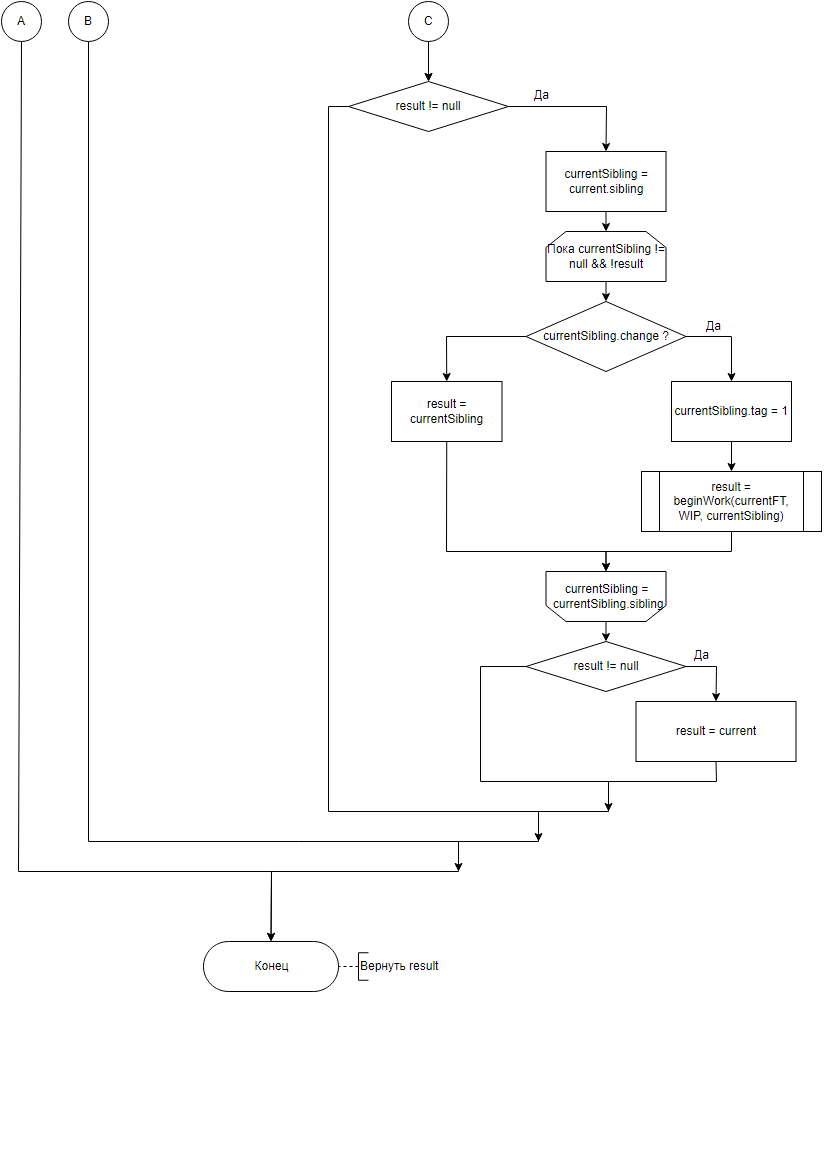 A
B
C
result != null
Да
currentSibling =
current.sibling
Пока currentSibling !=
null && !result
currentSibling.change ?
Да
result =
currentSibling
currentSibling.tag = 1
result =
beginWork(currentFT,
WIP, currentSibling)
currentSibling =
currentSibling.sibling
result != null
Да
result = current
Конец
Вернуть result